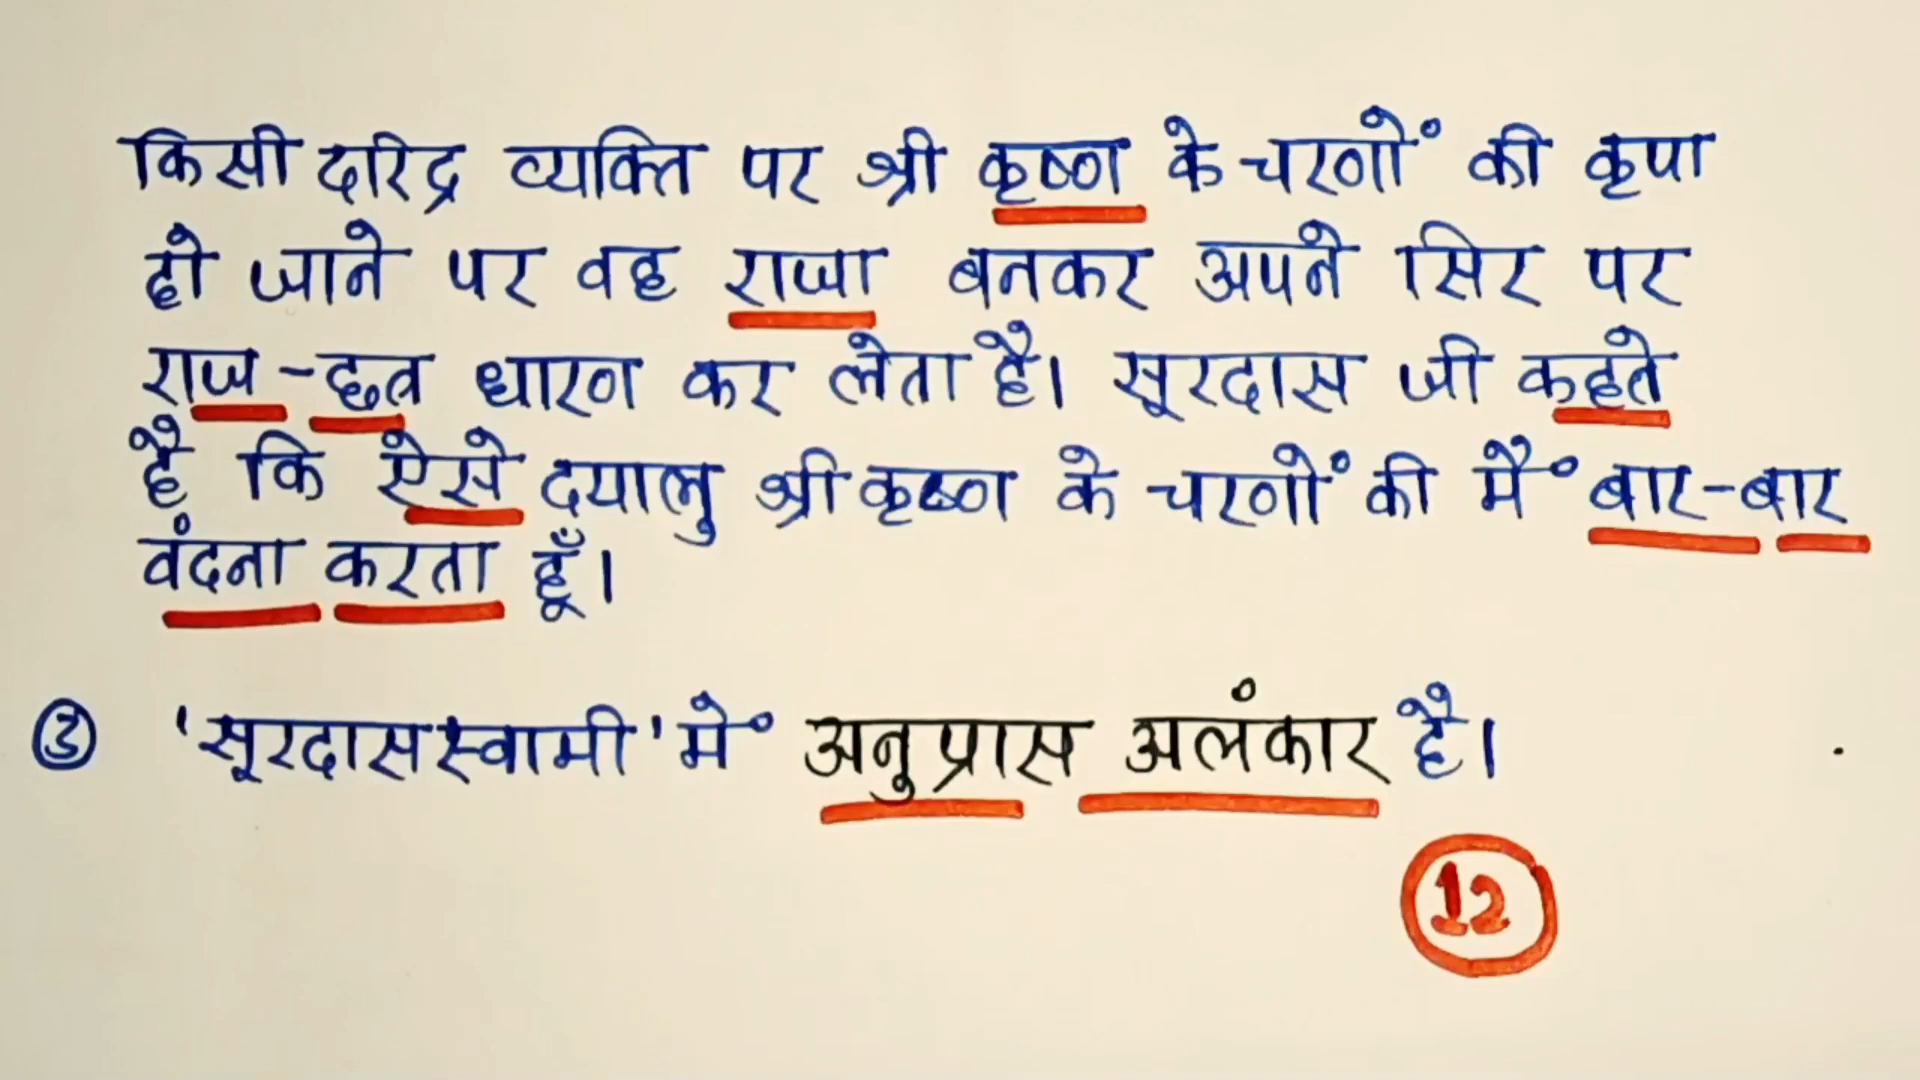 किसी दरिद्र व्यक्ति पर श्री कृष्ण के चरणों की कृपा
हो जाने पर वह राजा बनकर अपने सिर पर
राज-छत्र धारण कर लेता है। सूरदास जी कहते
है कि ऐसे दयालु श्री कृष्ण के चरणों की मैं बार-बार
वंदना करता हूँ।
③ 'सूरदास स्वामी' में अनुप्रास अलंकार है।
12